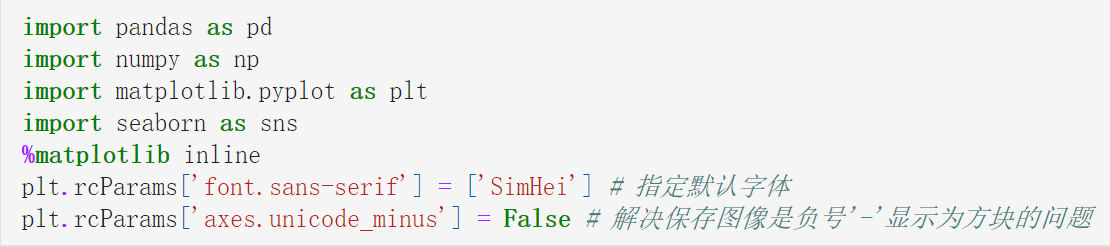 import pandas as pd
import numpy as np
import matplotlib.pyplot as plt
import seaborn as sns
%matplotlib inline
plt.rcParams['font.sans-serif'] = ['SimHei'] # 指定默认字体
plt.rcParams['axes.unicode_minus'] = False # 解决保存图像是负号'-'显示为方块的问题